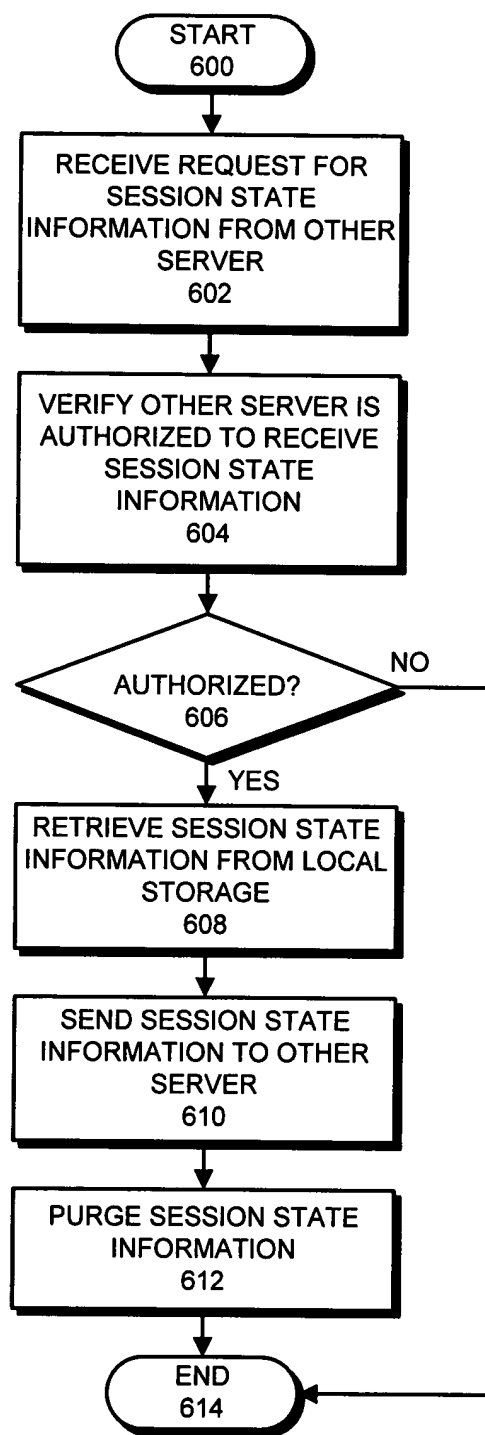 START
600
RECEIVE REQUEST FOR
SESSION STATE
INFORMATION FROM OTHER
SERVER
602
VERIFY OTHER SERVER IS
AUTHORIZED TO RECEIVE
SESSION STATE
INFORMATION
604
AUTHORIZED?
606
NO
YES
RETRIEVE SESSION STATE
INFORMATION FROM LOCAL
STORAGE
608
SEND SESSION STATE
INFORMATION TO OTHER
SERVER
610
PURGE SESSION STATE
INFORMATION
612
END
614